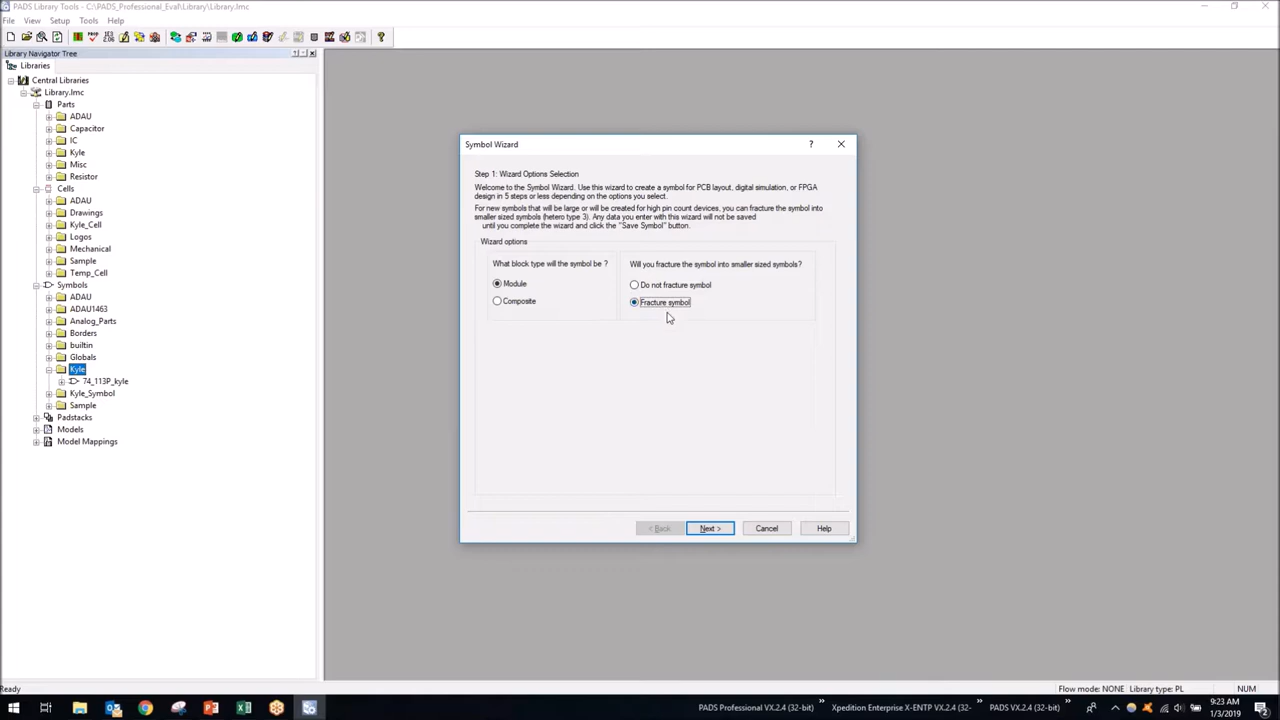 PADS Library Tools - C:\PADS_Professional_Eval\Library\Library.lmc
File View Setup Tools Help
Library Navigator Tree
Libraries
Central Libraries
Library.lmc
Parts
ADAU
Capacitor
IC
Kyle
Misc
Resistor
Cells
ADAU
Drawings
Kyle_Cell
Logos
Mechanical
Sample
Temp_Cell
Symbols
ADAU
ADAU1463
Analog_Parts
Borders
builtin
Globals
Kyle
74_113P_kyle
Kyle_Symbol
Sample
Padstacks
Models
Model Mappings
Symbol Wizard
Step 1: Wizard Options Selection
Welcome to the Symbol Wizard. Use this wizard to create a symbol for PCB layout, digital simulation, or FPGA
design in 5 steps or less depending on the options you select.
For new symbols that will be large or will be created for high pin count devices, you can fracture the symbol into
smaller sized symbols (hetero type 3). Any data you enter with this wizard will not be saved
until you complete the wizard and click the "Save Symbol" button.
Wizard options
What block type will the symbol be ?
Module
Composite
Will you fracture the symbol into smaller sized symbols?
Do not fracture symbol
Fracture symbol
< Back Next > Cancel Help
Ready
Flow mode: NONE Library type: PL NUM
PADS Professional VX.2.4 (32-bit) » Xpedition Enterprise X-ENTP VX.2.4 (32- » PADS VX.2.4 (32-bit) »
9:23 AM
1/3/2019